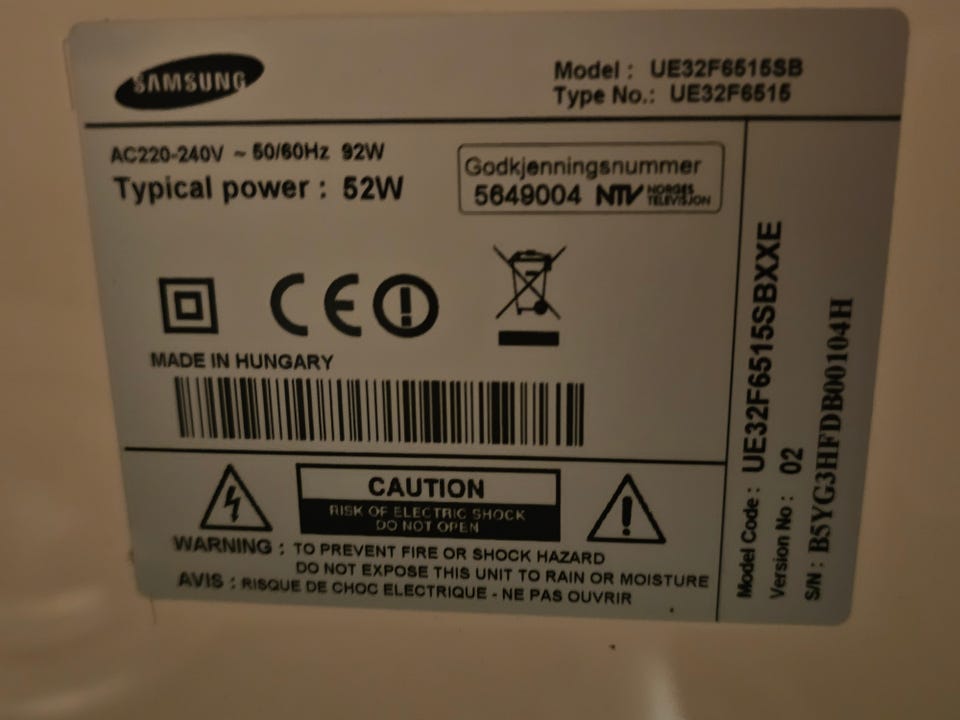 SAMSUNG
Model : UE32F6515SB
Type No.: UE32F6515
AC220-240V ~ 50/60Hz 92W
Typical power : 52W
Godkjenningsnummer
5649004 NTV NORGES TELEVISJON
CE
MADE IN HUNGARY
CAUTION
RISK OF ELECTRIC SHOCK
DO NOT OPEN
WARNING : TO PREVENT FIRE OR SHOCK HAZARD
DO NOT EXPOSE THIS UNIT TO RAIN OR MOISTURE
AVIS : RISQUE DE CHOC ELECTRIQUE - NE PAS OUVRIR
Model Code : UE32F6515SBXXE
Version No : 02
S/N : B5YG3HFDB00104H